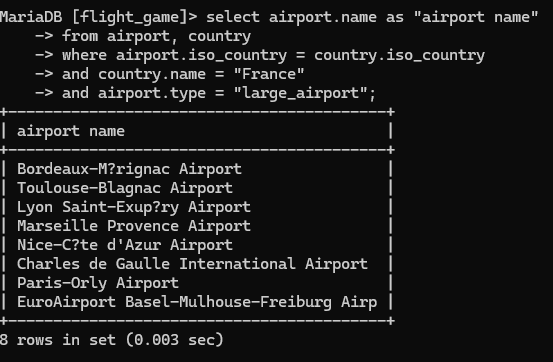 MariaDB [flight_game]> select airport.name as "airport name"
    -> from airport, country
    -> where airport.iso_country = country.iso_country
    -> and country.name = "France"
    -> and airport.type = "large_airport";
+----------------------------------------+
| airport name                           |
+----------------------------------------+
| Bordeaux-M?rignac Airport              |
| Toulouse-Blagnac Airport               |
| Lyon Saint-Exup?ry Airport             |
| Marseille Provence Airport             |
| Nice-C?te d'Azur Airport               |
| Charles de Gaulle International Airport  |
| Paris-Orly Airport                     |
| EuroAirport Basel-Mulhouse-Freiburg Airp |
+----------------------------------------+
8 rows in set (0.003 sec)